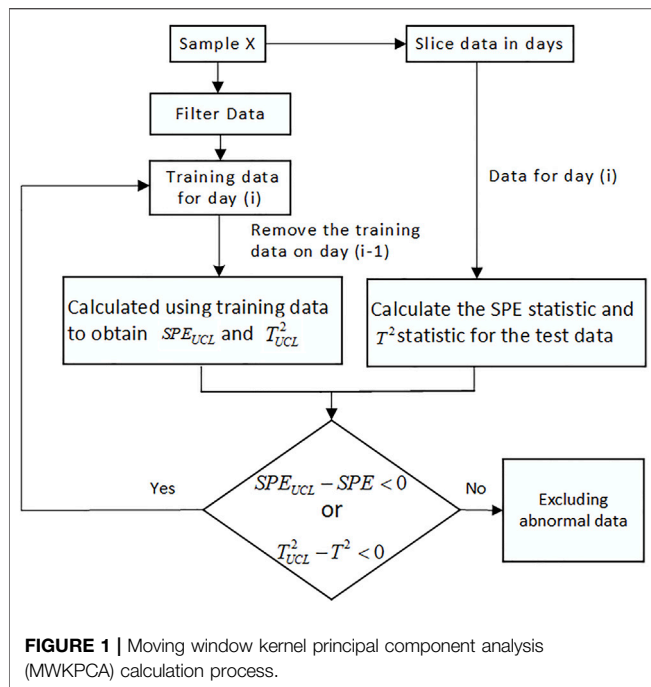 Sample X
Slice data in days
Filter Data
Training data
for day (i)
Data for day (i)
Remove the training
data on day (i-1)
Calculated using training data
to obtain SPE_UCL and T²_UCL
Calculate the SPE statistic and
T² statistic for the test data
Yes
SPE_UCL – SPE < 0
or
T²_UCL – T² < 0
No
Excluding
abnormal data
FIGURE 1 | Moving window kernel principal component analysis
(MWKPCA) calculation process.